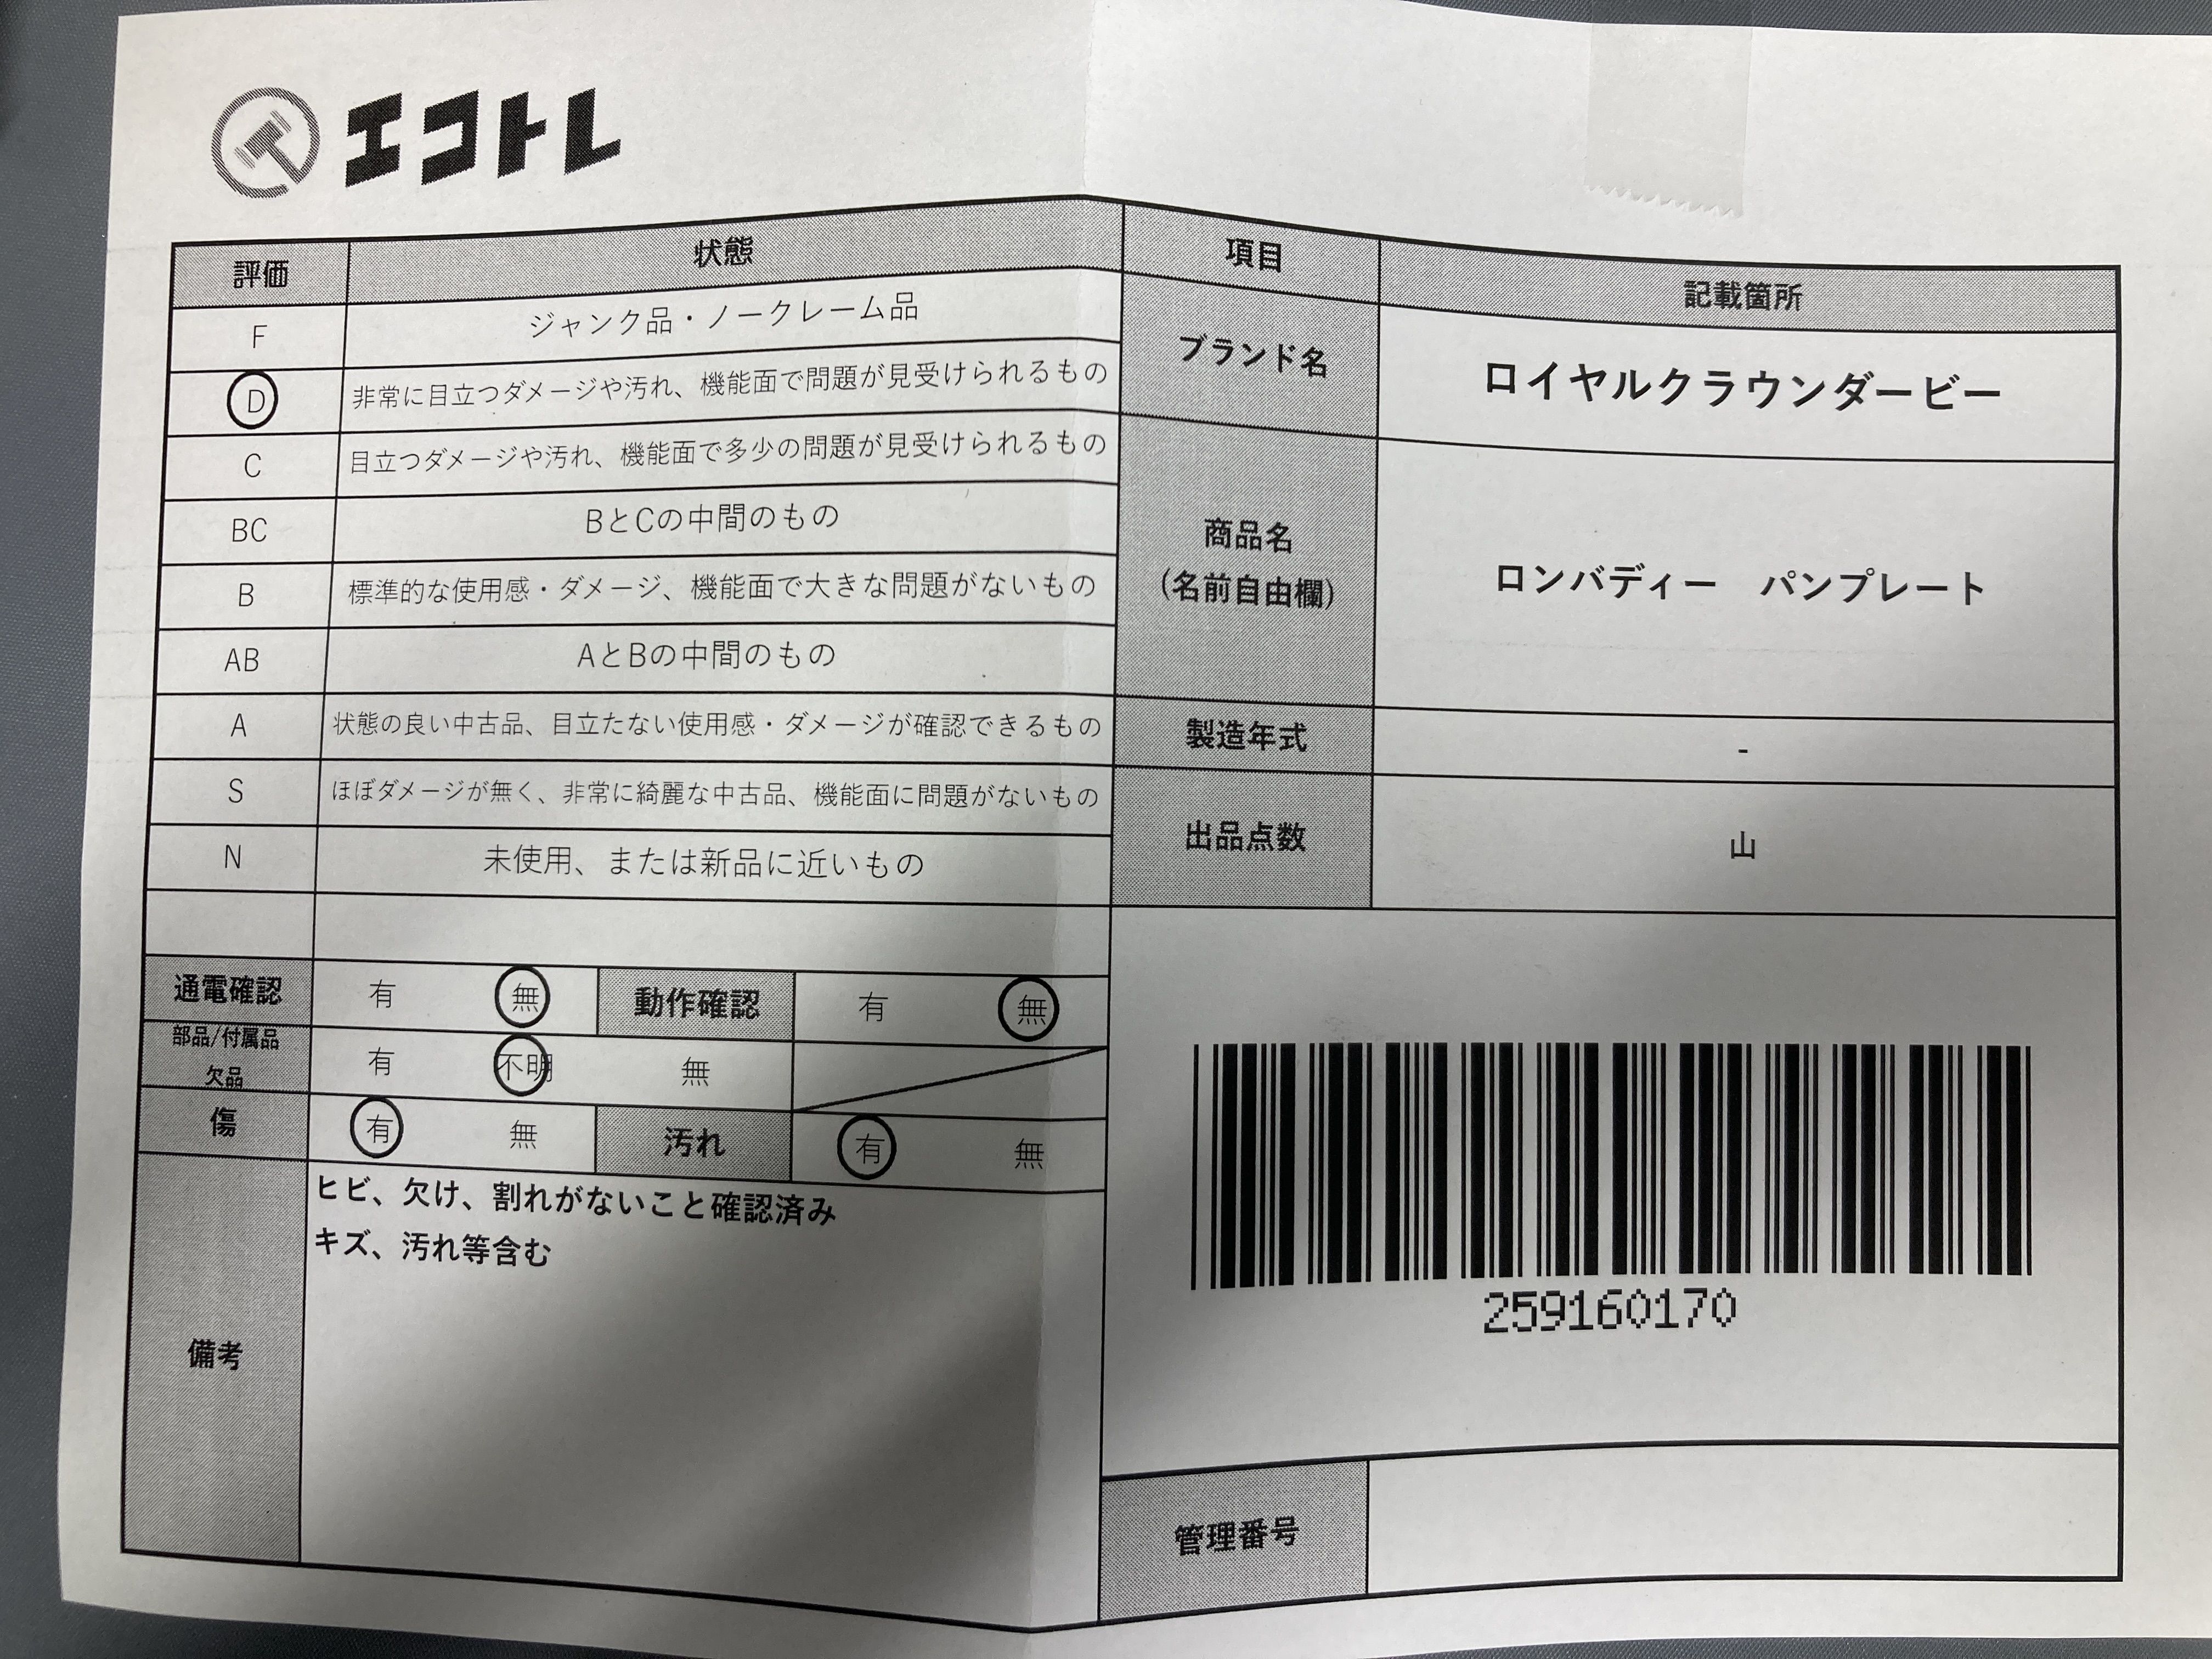 エコトレ
評価 状態 項目 記載箇所
F ジャンク品・ノークレーム品
D 非常に目立つダメージや汚れ、機能面で問題が見受けられるもの
C 目立つダメージや汚れ、機能面で多少の問題が見受けられるもの
BC BとCの中間のもの
B 標準的な使用感・ダメージ、機能面で大きな問題がないもの
AB AとBの中間のもの
A 状態の良い中古品、目立たない使用感・ダメージが確認できるもの
S ほぼダメージが無く、非常に綺麗な中古品、機能面に問題がないもの
N 未使用、または新品に近いもの
ブランド名 ロイヤルクラウンダービー
商品名
(名前自由欄) ロンバディー　パンプレート
製造年式 -
出品点数 山
通電確認 有 無 動作確認 有 無
部品/付属品
欠品 有 不明 無
傷 有 無 汚れ 有 無
備考
ヒビ、欠け、割れがないこと確認済み
キズ、汚れ等含む
259160170
管理番号